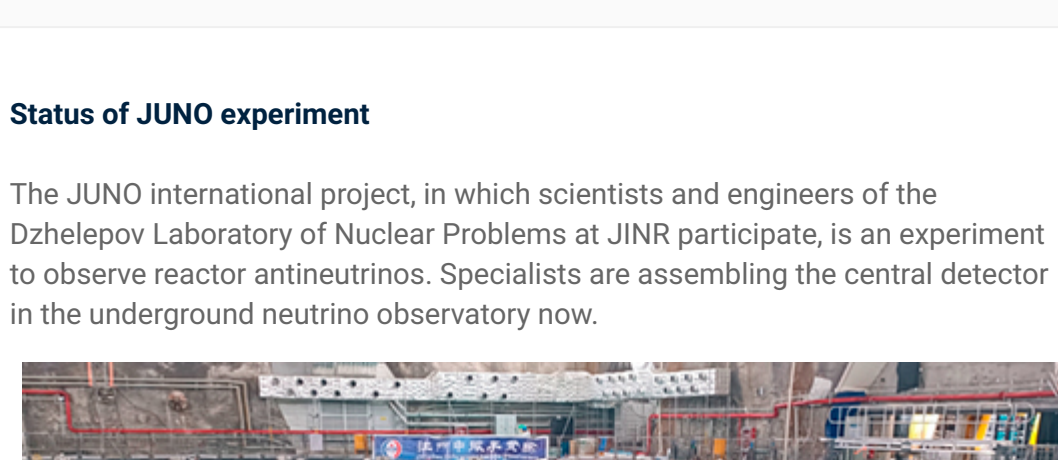 Status of JUNO experiment
The JUNO international project, in which scientists and engineers of the
Dzhelepov Laboratory of Nuclear Problems at JINR participate, is an experiment
to observe reactor antineutrinos. Specialists are assembling the central detector
in the underground neutrino observatory now.